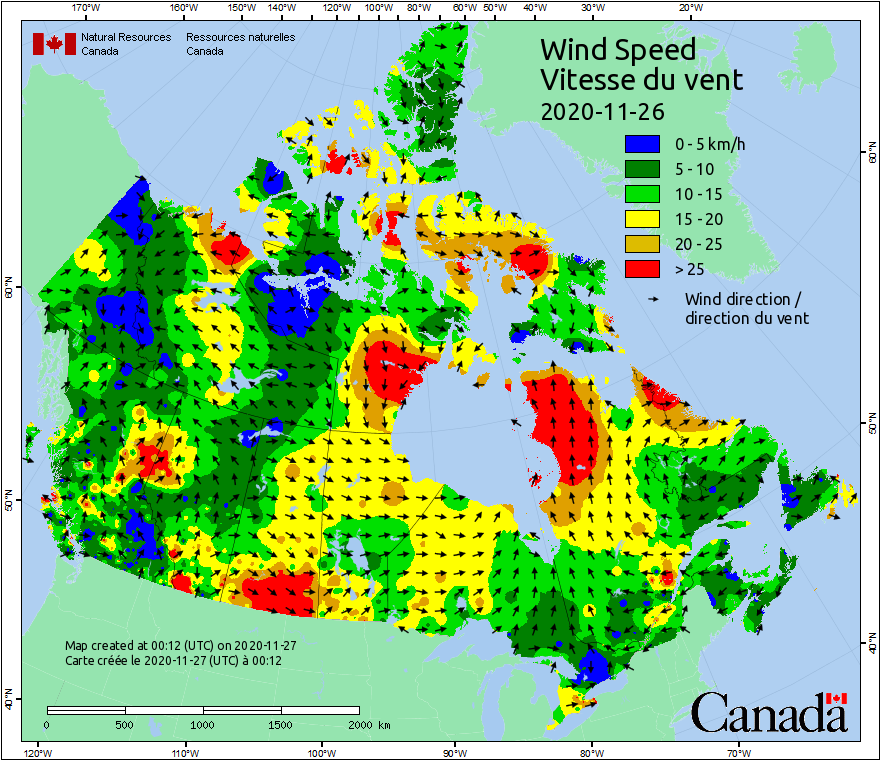 170°W 160°W 150°W 140°W 130°W 120°W 110°W 100°W 90°W 80°W 70°W 60°W 50°W 40°W 30°W 20°W
Natural Resources Canada
Ressources naturelles Canada
Wind Speed
Vitesse du vent
2020-11-26
0 - 5 km/h
5 - 10
10 - 15
15 - 20
20 - 25
> 25
Wind direction /
direction du vent
60°N
50°N
40°N
60°N
50°N
40°N
Map created at 00:12 (UTC) on 2020-11-27
Carte créée le 2020-11-27 (UTC) à 00:12
0 500 1000 1500 2000 km
Canada
120°W 110°W 100°W 90°W 80°W 70°W